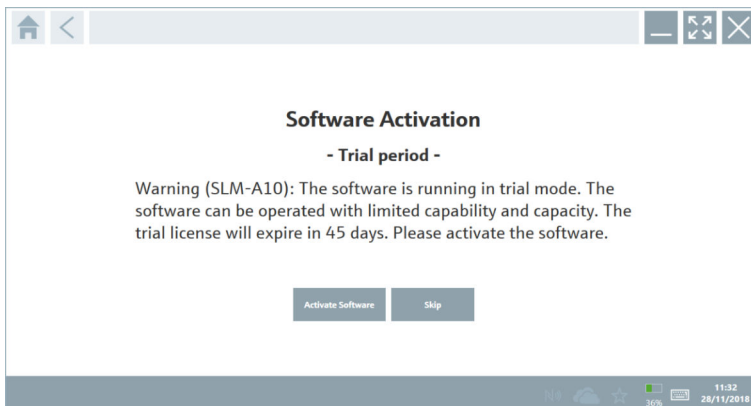 Software Activation
- Trial period -
Warning (SLM-A10): The software is running in trial mode. The
software can be operated with limited capability and capacity. The
trial license will expire in 45 days. Please activate the software.
Activate Software Skip
36%
11:32
28/11/2018